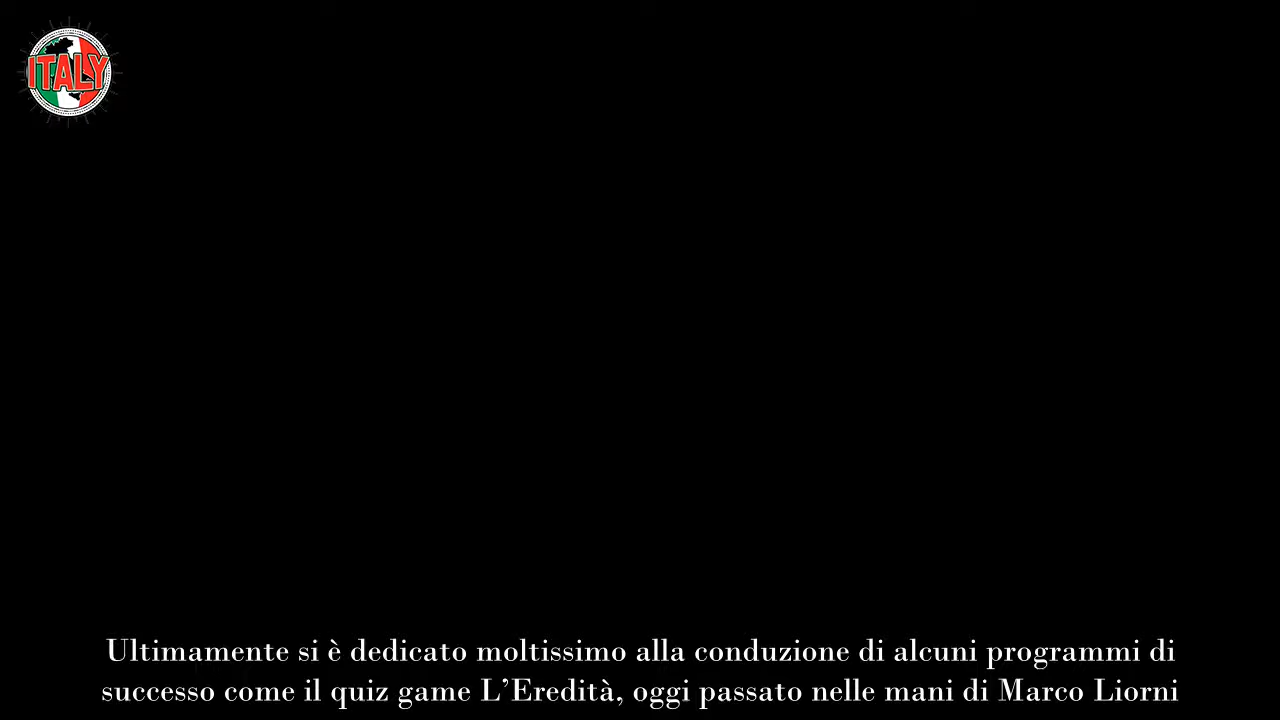 ITALY
Ultimamente si è dedicato moltissimo alla conduzione di alcuni programmi di
successo come il quiz game L’Eredità, oggi passato nelle mani di Marco Liorni